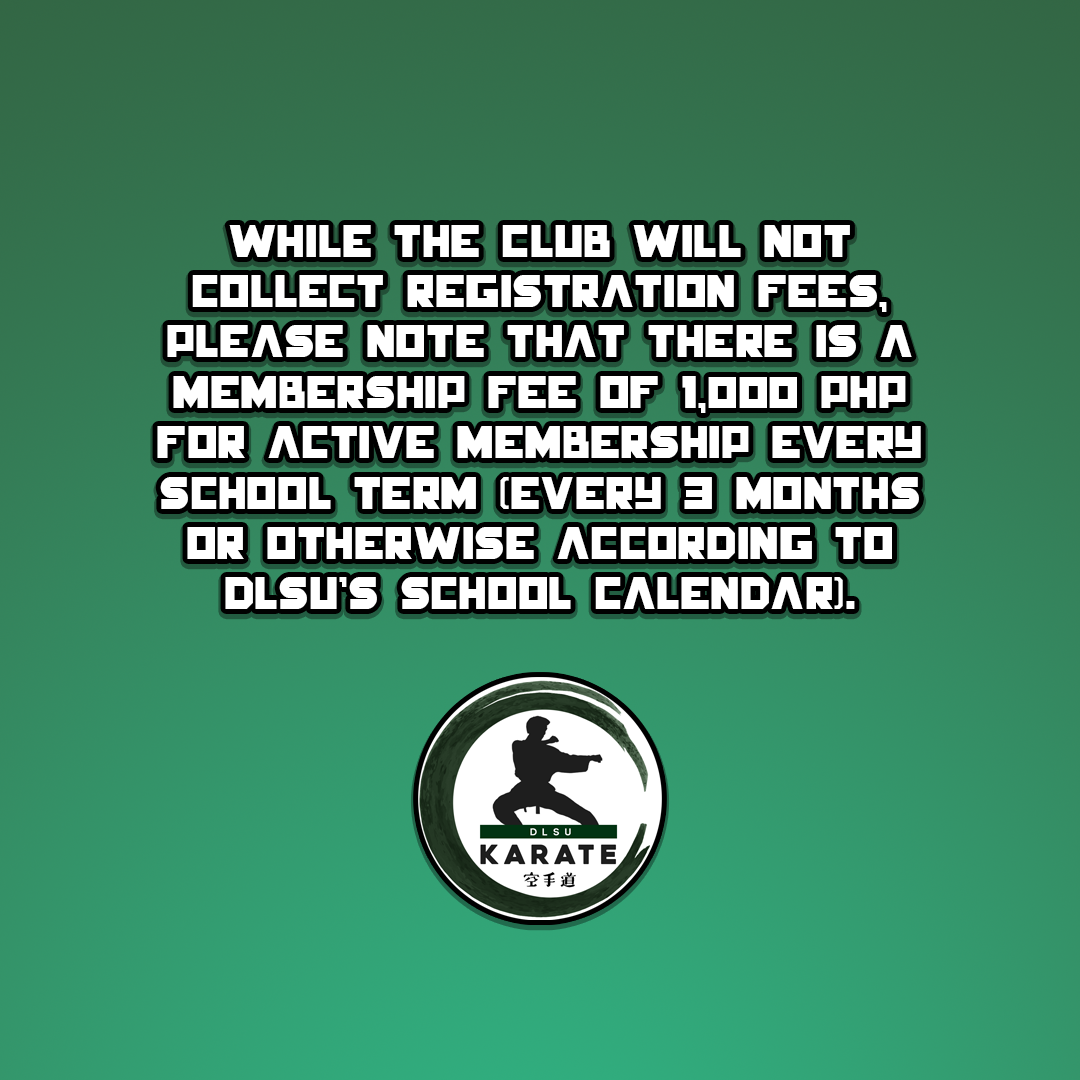 WHILE THE CLUB WILL NOT
COLLECT REGISTRATION FEES,
PLEASE NOTE THAT THERE IS A
MEMBERSHIP FEE OF 1,000 PHP
FOR ACTIVE MEMBERSHIP EVERY
SCHOOL TERM (EVERY 3 MONTHS
OR OTHERWISE ACCORDING TO
DLSU'S SCHOOL CALENDAR).
DLSU
KARATE
空手道